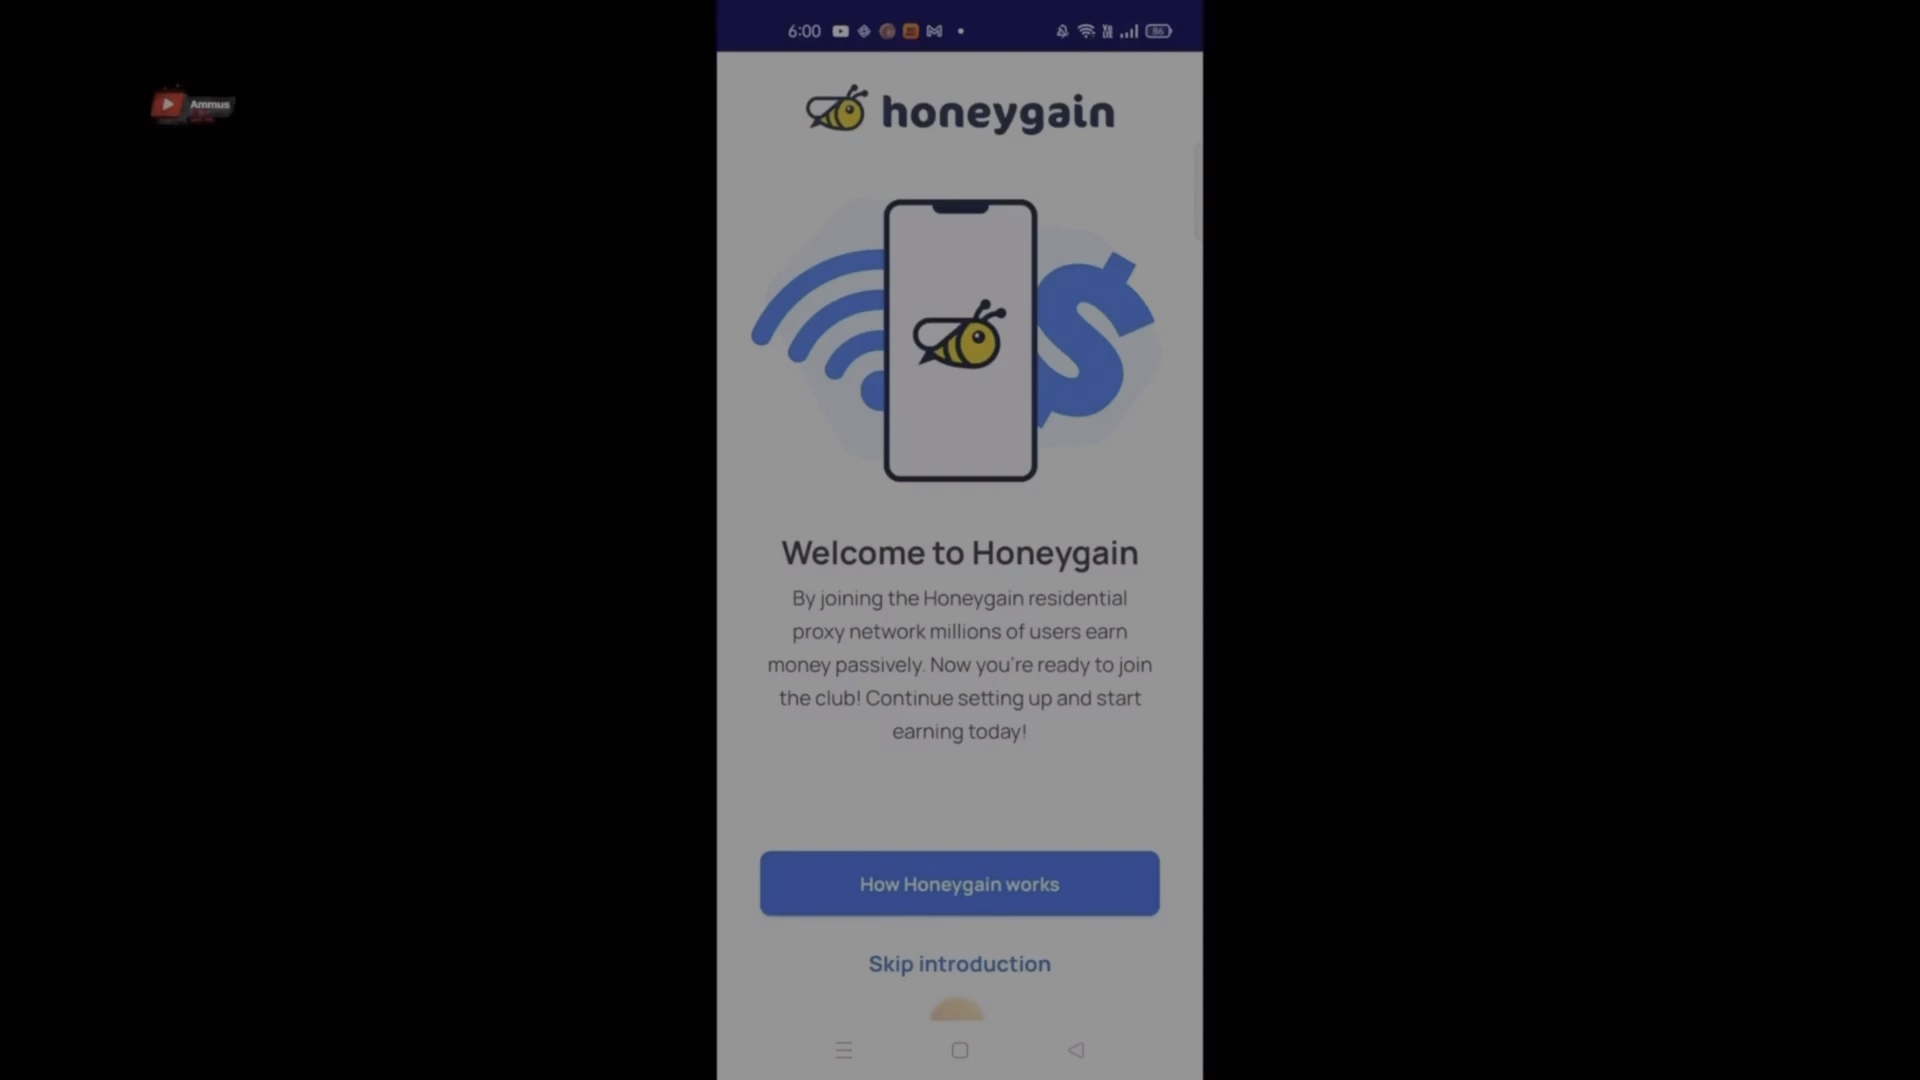 6:00
86
Ammus
honeygain
Welcome to Honeygain
By joining the Honeygain residential
proxy network millions of users earn
money passively. Now you're ready to join
the club! Continue setting up and start
earning today!
How Honeygain works
Skip introduction